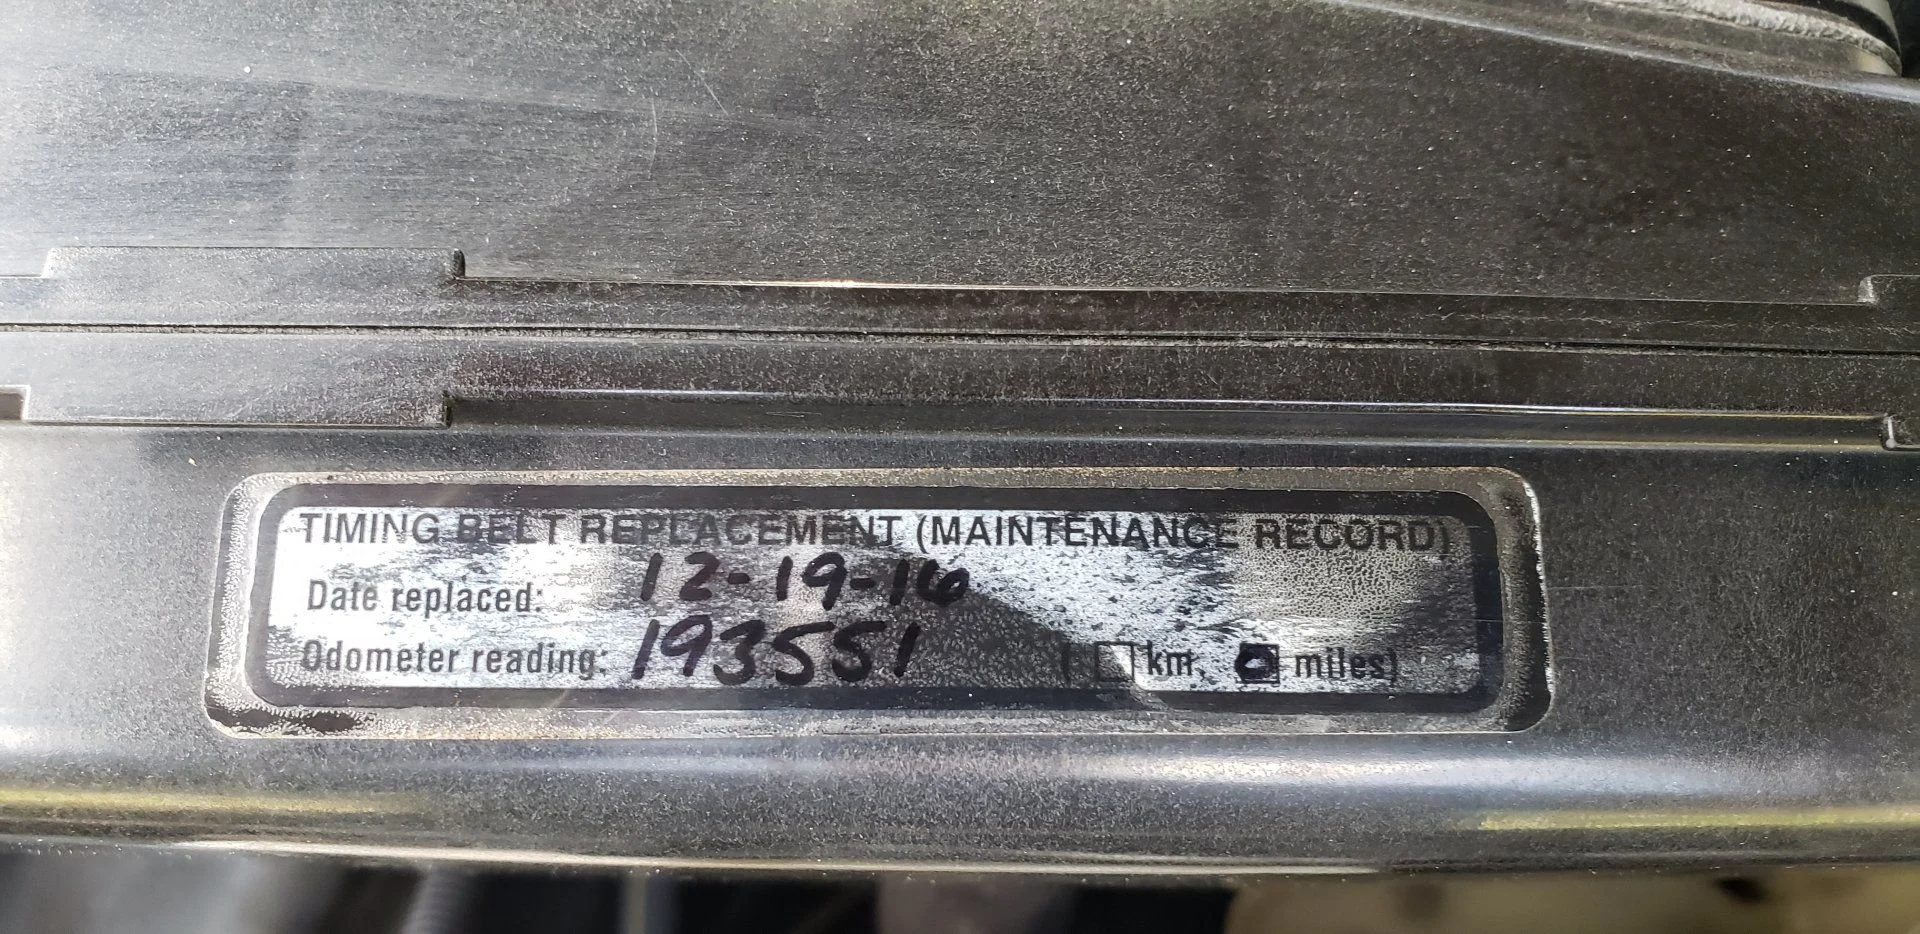 TIMING BELT REPLACEMENT (MAINTENANCE RECORD)
Date replaced: 12-19-16
Odometer reading: 193551 ( km, miles)